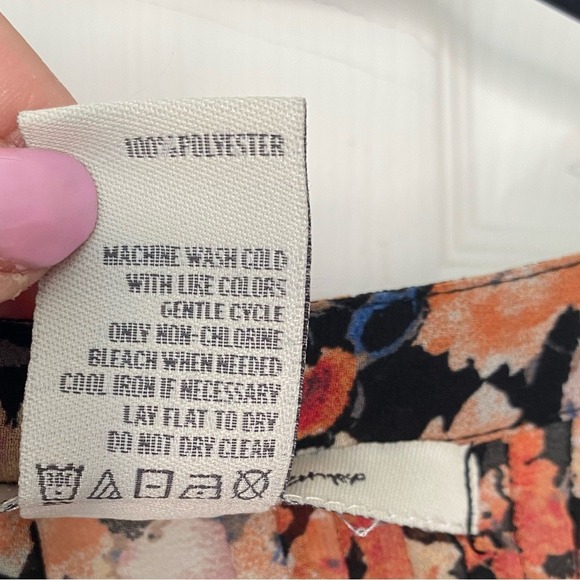 100% POLYESTER
MACHINE WASH COLD
WITH LIKE COLORS
GENTLE CYCLE
ONLY NON-CHLORINE
BLEACH WHEN NEEDED
COOL IRON IF NECESSARY
LAY FLAT TO DRY
DO NOT DRY CLEAN